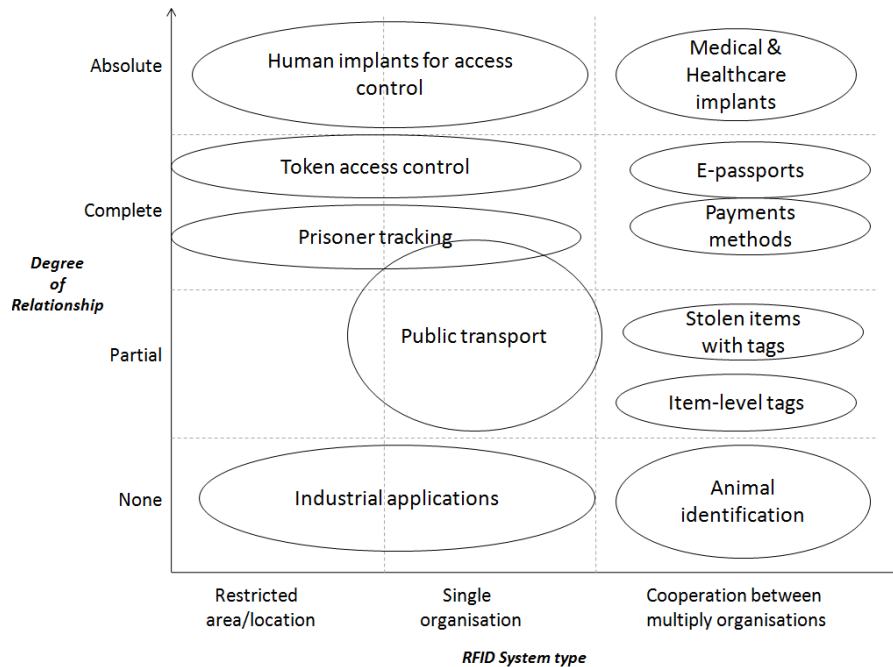 Absolute
Human implants for access
control
Medical &
Healthcare
implants
Token access control
E-passports
Complete
Payments
methods
Prisoner tracking
Degree
of
Relationship
Public transport
Stolen items
with tags
Partial
Item-level tags
None
Industrial applications
Animal
identification
Restricted
area/location
Single
organisation
Cooperation between
multiply organisations
RFID System type